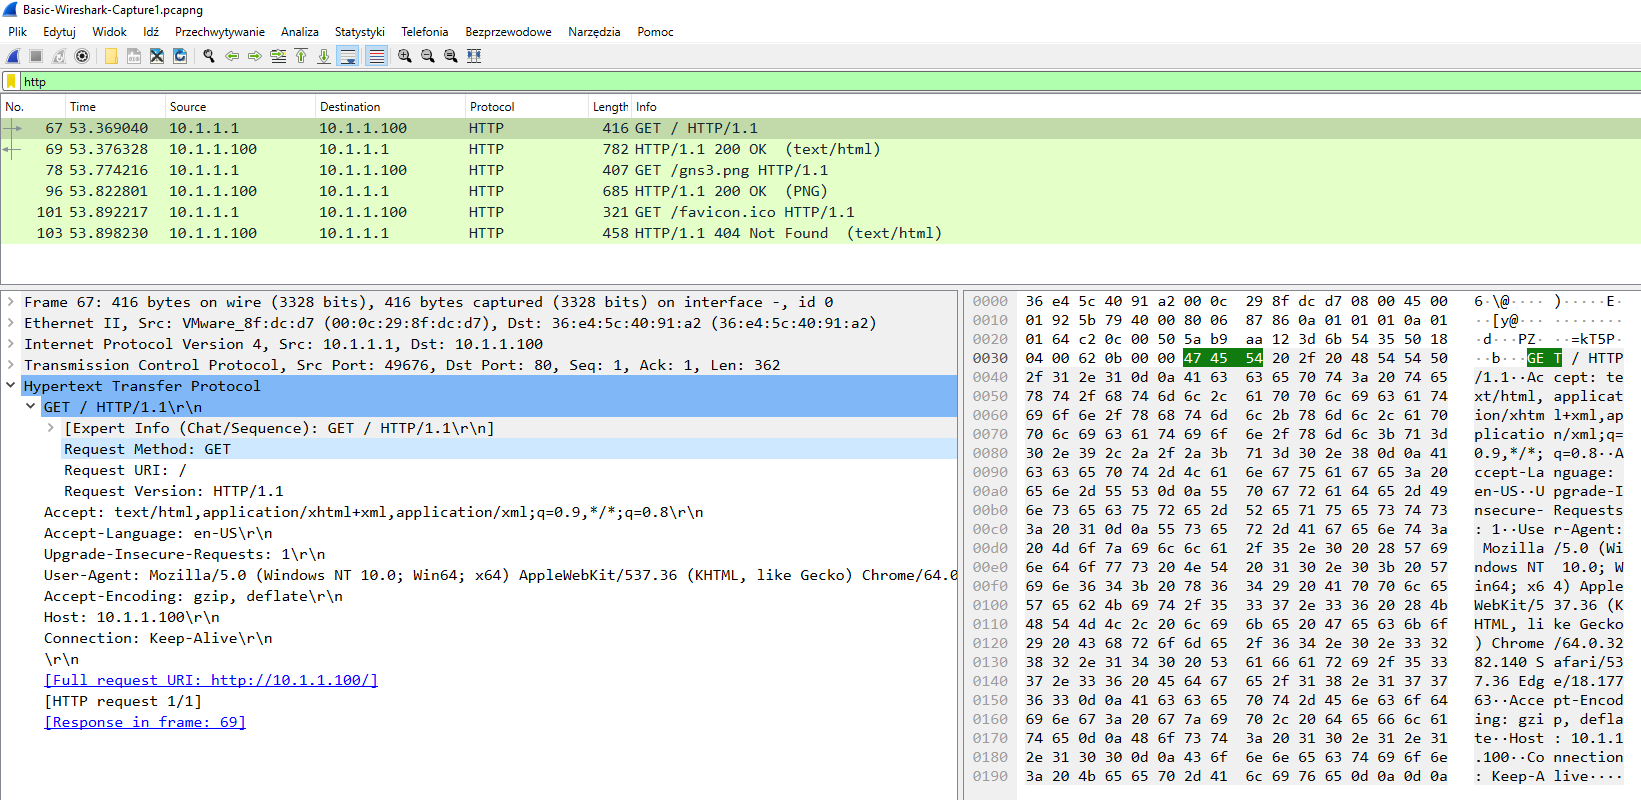 Basic-Wireshark-Capture1.pcapng
Plik Edytuj Widok Idź Przechwytywanie Analiza Statystyki Telefonia Bezprzewodowe Narzędzia Pomoc
http
No. Time Source Destination Protocol Length Info
67 53.369040 10.1.1.1 10.1.1.100 HTTP 416 GET / HTTP/1.1
69 53.376328 10.1.1.100 10.1.1.1 HTTP 782 HTTP/1.1 200 OK (text/html)
78 53.774216 10.1.1.1 10.1.1.100 HTTP 407 GET /gns3.png HTTP/1.1
96 53.822801 10.1.1.100 10.1.1.1 HTTP 685 HTTP/1.1 200 OK (PNG)
101 53.892217 10.1.1.1 10.1.1.100 HTTP 321 GET /favicon.ico HTTP/1.1
103 53.898230 10.1.1.100 10.1.1.1 HTTP 458 HTTP/1.1 404 Not Found (text/html)
Frame 67: 416 bytes on wire (3328 bits), 416 bytes captured (3328 bits) on interface -, id 0
Ethernet II, Src: VMware_8f:dc:d7 (00:0c:29:8f:dc:d7), Dst: 36:e4:5c:40:91:a2 (36:e4:5c:40:91:a2)
Internet Protocol Version 4, Src: 10.1.1.1, Dst: 10.1.1.100
Transmission Control Protocol, Src Port: 49676, Dst Port: 80, Seq: 1, Ack: 1, Len: 362
Hypertext Transfer Protocol
GET / HTTP/1.1\r\n
[Expert Info (Chat/Sequence): GET / HTTP/1.1\r\n]
Request Method: GET
Request URI: /
Request Version: HTTP/1.1
Accept: text/html,application/xhtml+xml,application/xml;q=0.9,*/*;q=0.8\r\n
Accept-Language: en-US\r\n
Upgrade-Insecure-Requests: 1\r\n
User-Agent: Mozilla/5.0 (Windows NT 10.0; Win64; x64) AppleWebKit/537.36 (KHTML, like Gecko) Chrome/64.0
Accept-Encoding: gzip, deflate\r\n
Host: 10.1.1.100\r\n
Connection: Keep-Alive\r\n
\r\n
[Full request URI: http://10.1.1.100/]
[HTTP request 1/1]
[Response in frame: 69]
0000 36 e4 5c 40 91 a2 00 0c 29 8f dc d7 08 00 45 00 6·\@···· )·····E·
0010 01 92 5b 79 40 00 80 06 87 86 0a 01 01 01 0a 01 ··[y@··· ········
0020 01 64 c2 0c 00 50 5a b9 aa 12 3d 6b 54 35 50 18 ·d···PZ· ··=kT5P·
0030 04 00 62 0b 00 00 47 45 54 20 2f 20 48 54 54 50 ··b···GE T / HTTP
0040 2f 31 2e 31 0d 0a 41 63 63 65 70 74 3a 20 74 65 /1.1··Ac cept: te
0050 78 74 2f 68 74 6d 6c 2c 61 70 70 6c 69 63 61 74 xt/html, applicat
0060 69 6f 6e 2f 78 68 74 6d 6c 2b 78 6d 6c 2c 61 70 ion/xhtm l+xml,ap
0070 70 6c 69 63 61 74 69 6f 6e 2f 78 6d 6c 3b 71 3d plicatio n/xml;q=
0080 30 2e 39 2c 2a 2f 2a 3b 71 3d 30 2e 38 0d 0a 41 0.9,*/*; q=0.8··A
0090 63 63 65 70 74 2d 4c 61 6e 67 75 61 67 65 3a 20 ccept-La nguage:
00a0 65 6e 2d 55 53 0d 0a 55 70 67 72 61 64 65 2d 49 en-US··U pgrade-I
00b0 6e 73 65 63 75 72 65 2d 52 65 71 75 65 73 74 73 nsecure- Requests
00c0 3a 20 31 0d 0a 55 73 65 72 2d 41 67 65 6e 74 3a : 1··Use r-Agent:
00d0 20 4d 6f 7a 69 6c 6c 61 2f 35 2e 30 20 28 57 69 Mozilla /5.0 (Wi
00e0 6e 64 6f 77 73 20 4e 54 20 31 30 2e 30 3b 20 57 ndows NT 10.0; W
00f0 69 6e 36 34 3b 20 78 36 34 29 20 41 70 70 6c 65 in64; x6 4) Apple
0100 57 65 62 4b 69 74 2f 35 33 37 2e 33 36 20 28 4b WebKit/5 37.36 (K
0110 48 54 4d 4c 2c 20 6c 69 6b 65 20 47 65 63 6b 6f HTML, li ke Gecko
0120 29 20 43 68 72 6f 6d 65 2f 36 34 2e 30 2e 33 32 ) Chrome /64.0.32
0130 38 32 2e 31 34 30 20 53 61 66 61 72 69 2f 35 33 82.140 S afari/53
0140 37 2e 33 36 20 45 64 67 65 2f 31 38 2e 31 37 37 7.36 Edg e/18.177
0150 36 33 0d 0a 41 63 63 65 70 74 2d 45 6e 63 6f 64 63··Acce pt-Encod
0160 69 6e 67 3a 20 67 7a 69 70 2c 20 64 65 66 6c 61 ing: gzi p, defla
0170 74 65 0d 0a 48 6f 73 74 3a 20 31 30 2e 31 2e 31 te··Host : 10.1.1
0180 2e 31 30 30 0d 0a 43 6f 6e 6e 65 63 74 69 6f 6e .100··Co nnection
0190 3a 20 4b 65 65 70 2d 41 6c 69 76 65 0d 0a 0d 0a : Keep-A live····